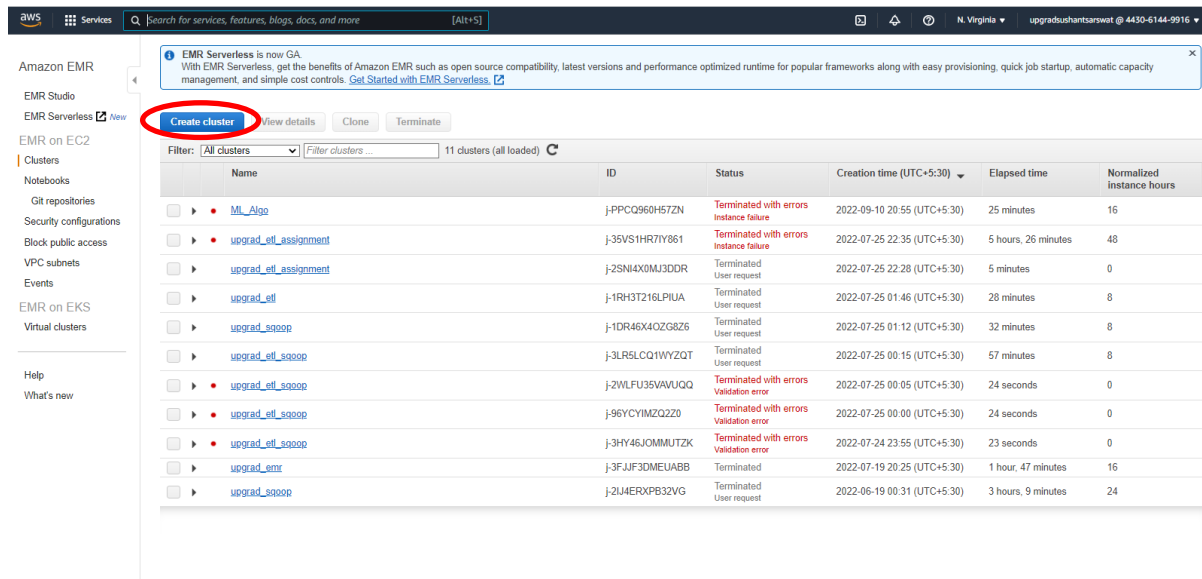 aws Services Search for services, features, blogs, docs, and more [Alt+S] N. Virginia upgradsushantsarswat @ 4430-6144-9916
Amazon EMR
EMR Studio
EMR Serverless New
EMR on EC2
Clusters
Notebooks
Git repositories
Security configurations
Block public access
VPC subnets
Events
EMR on EKS
Virtual clusters
Help
What's new
EMR Serverless is now GA.
With EMR Serverless, get the benefits of Amazon EMR such as open source compatibility, latest versions and performance optimized runtime for popular frameworks along with easy provisioning, quick job startup, automatic capacity
management, and simple cost controls. Get Started with EMR Serverless.
Create cluster View details Clone Terminate
Filter: All clusters Filter clusters ... 11 clusters (all loaded)
Name ID Status Creation time (UTC+5:30) Elapsed time Normalized
instance hours
ML_Algo j-PPCQ960H57ZN Terminated with errors 2022-09-10 20:55 (UTC+5:30) 25 minutes 16
Instance failure
upgrad_etl_assignment j-35VS1HR7IY861 Terminated with errors 2022-07-25 22:35 (UTC+5:30) 5 hours, 26 minutes 48
Instance failure
upgrad_etl_assignment j-2SNI4X0MJ3DDR Terminated 2022-07-25 22:28 (UTC+5:30) 5 minutes 0
User request
upgrad_etl j-1RH3T216LPIUA Terminated 2022-07-25 01:46 (UTC+5:30) 28 minutes 8
User request
upgrad_sqoop j-1DR46X4OZG8Z6 Terminated 2022-07-25 01:12 (UTC+5:30) 32 minutes 8
User request
upgrad_etl_sqoop j-3LR5LCQ1WYZQT Terminated 2022-07-25 00:15 (UTC+5:30) 57 minutes 8
User request
upgrad_etl_sqoop j-2WLFU35VAVUQQ Terminated with errors 2022-07-25 00:05 (UTC+5:30) 24 seconds 0
Validation error
upgrad_etl_sqoop j-96YCYIMZQ2Z0 Terminated with errors 2022-07-25 00:00 (UTC+5:30) 24 seconds 0
Validation error
upgrad_etl_sqoop j-3HY46JOMMUTZK Terminated with errors 2022-07-24 23:55 (UTC+5:30) 23 seconds 0
Validation error
upgrad_emr j-3FJJF3DMEUABB Terminated 2022-07-19 20:25 (UTC+5:30) 1 hour, 47 minutes 16
upgrad_sqoop j-2IJ4ERXPB32VG Terminated 2022-06-19 00:31 (UTC+5:30) 3 hours, 9 minutes 24
User request